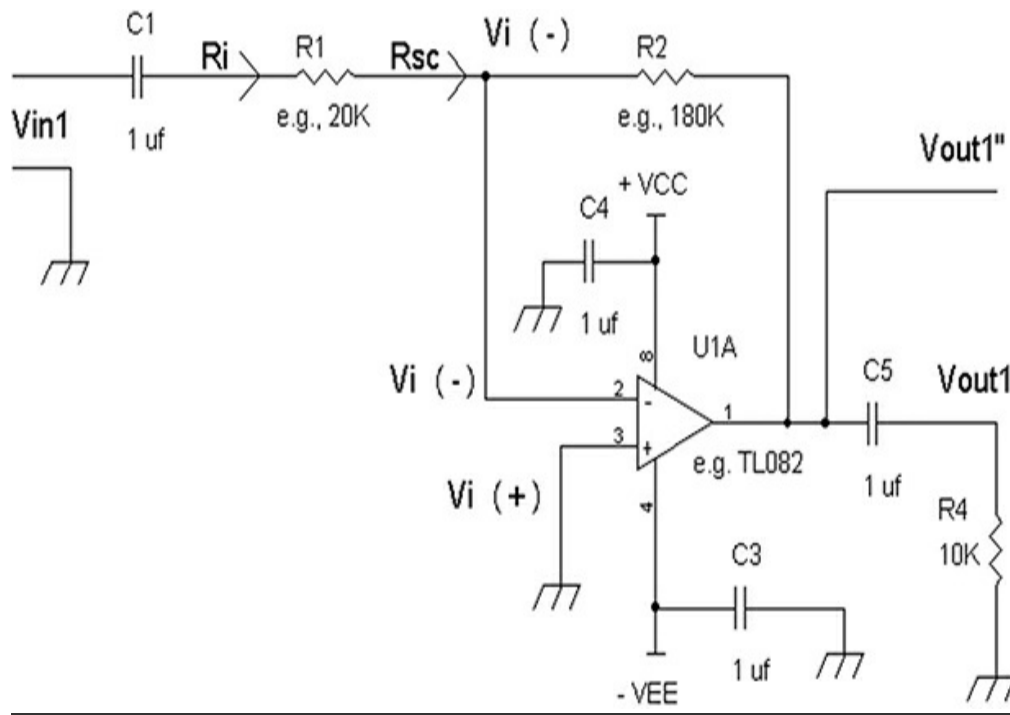 C1
Ri
R1
Rsc
Vi (-)
R2
Vin1
1 uf
e.g., 20K
e.g., 180K
Vout1"
+ VCC
C4
1 uf
8
U1A
Vi (-)
2
-
1
C5
Vout1
3
+
e.g. TL082
Vi (+)
4
1 uf
R4
10K
C3
1 uf
- VEE